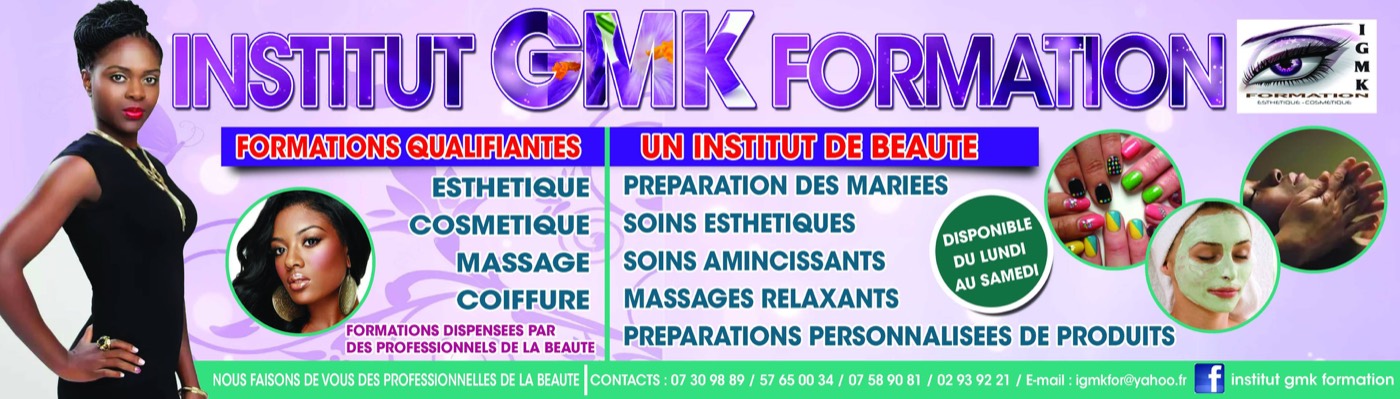 INSTITUT GMK FORMATION
IGMK
FORMATION
ESTHETIQUE - COSMETIQUE
FORMATIONS QUALIFIANTES
ESTHETIQUE
COSMETIQUE
MASSAGE
COIFFURE
FORMATIONS DISPENSEES PAR
DES PROFESSIONNELS DE LA BEAUTE
UN INSTITUT DE BEAUTE
PREPARATION DES MARIEES
SOINS ESTHETIQUES
SOINS AMINCISSANTS
MASSAGES RELAXANTS
PREPARATIONS PERSONNALISEES DE PRODUITS
DISPONIBLE
DU LUNDI
AU SAMEDI
NOUS FAISONS DE VOUS DES PROFESSIONNELLES DE LA BEAUTE
CONTACTS : 07 30 98 89 / 57 65 00 34 / 07 58 90 81 / 02 93 92 21 / E-mail : igmkfor@yahoo.fr
f institut gmk formation